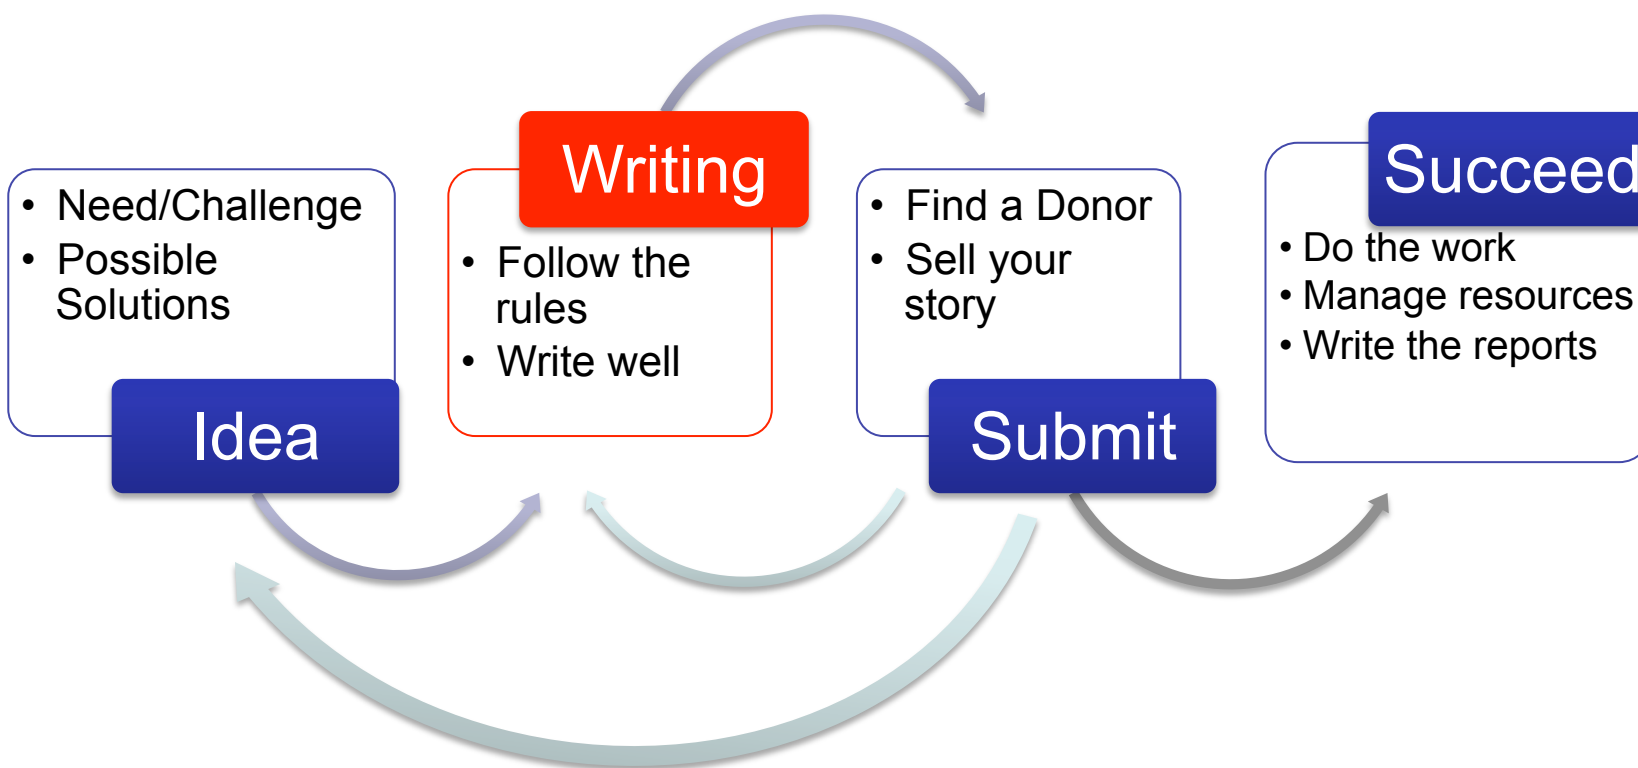 • Need/Challenge
• Possible
Solutions
Idea
Writing
• Follow the
rules
• Write well
• Find a Donor
• Sell your
story
Submit
Succeed
• Do the work
• Manage resources
• Write the reports